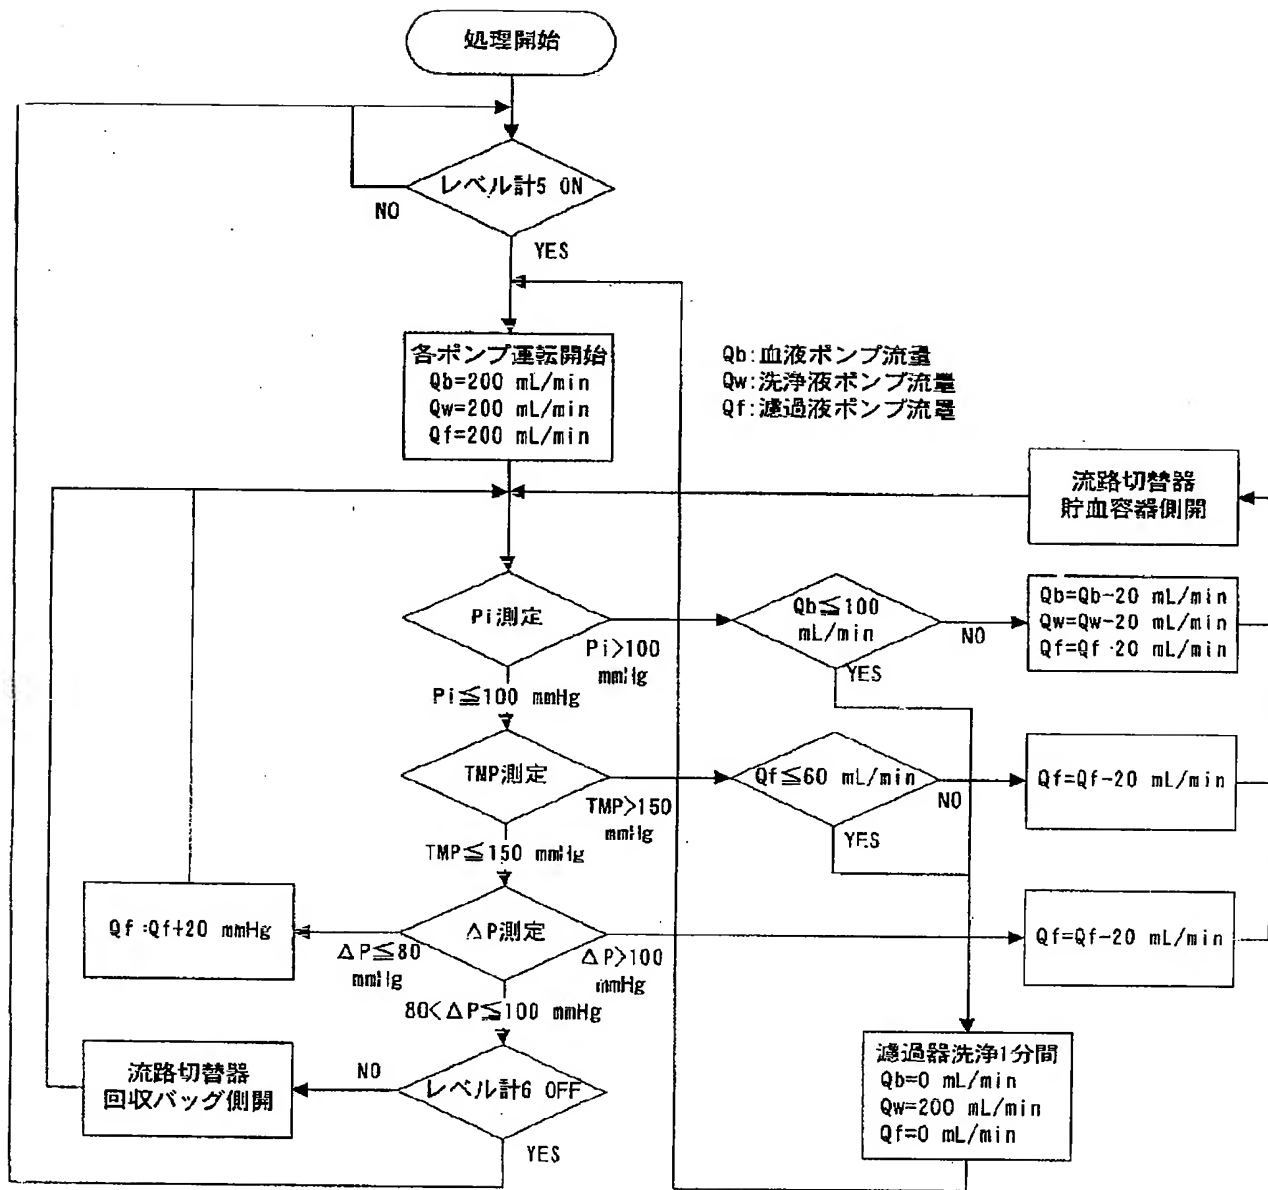 処理開始
レベル計5 ON
NO
YES
各ポンプ運転開始
Qb=200 mL/min
Qw=200 mL/min
Qf=200 mL/min
Qb:血液ポンプ流量
Qw:洗浄液ポンプ流量
Qf:濾過液ポンプ流量
流路切替器
貯血容器側開
Pi測定
Pi>100
mmHg
Pi≦100 mmHg
Qb≦100
mL/min
NO
YES
Qb=Qb-20 mL/min
Qw=Qw-20 mL/min
Qf=Qf-20 mL/min
TMP測定
TMP>150
mmHg
TMP≦150 mmHg
Qf≦60 mL/min
NO
YES
Qf=Qf-20 mL/min
Qf=Qf+20 mmHg
ΔP測定
ΔP≦80
mmHg
ΔP>100
mmHg
80<ΔP≦100 mmHg
Qf=Qf-20 mL/min
流路切替器
回収バッグ側開
NO
レベル計6 OFF
YES
濾過器洗浄1分間
Qb=0 mL/min
Qw=200 mL/min
Qf=0 mL/min